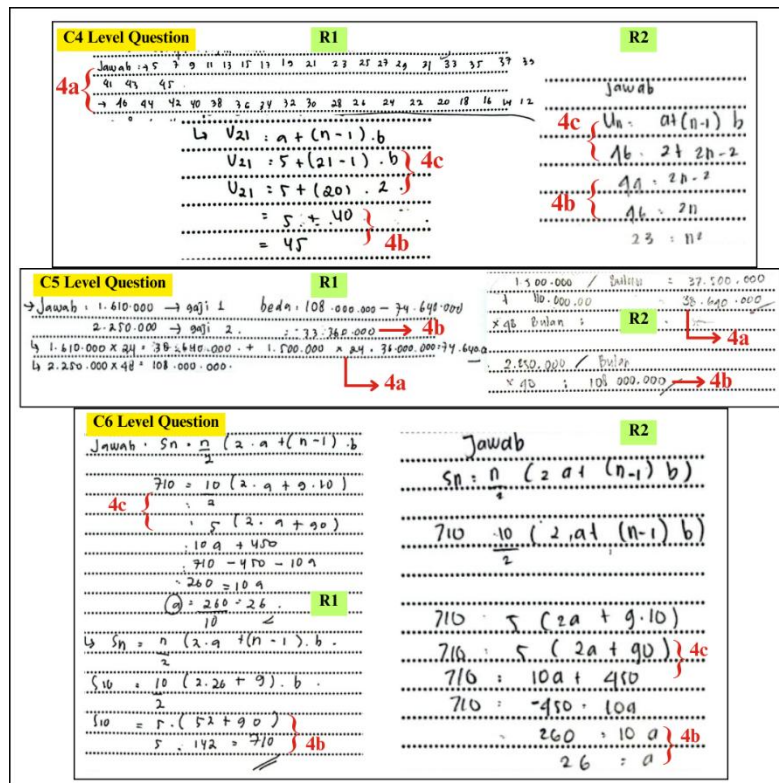 C4 Level Question
R1
R2
Jawab : → 5 7 9 11 13 15 17 19 21 23 25 27 29 31 33 35 37 39
41 43 45
4a
→ 46 44 42 40 38 36 34 32 30 28 26 24 22 20 18 16 14 12
↳ U21 = a + (n-1) . b
U21 = 5 + (21-1) . b
4c
U21 = 5 + (20) . 2
= 5 + 40
4b
= 45
Jawab
4c
Un = a+(n-1) b
46 = 2 + 2n-2
4b
44 = 2n-2
46 = 2n
23 = n²
C5 Level Question
R1
→ Jawab : 1.610.000 → gaji 1 beda : 108.000.000 - 74.640.000
2.250.000 → gaji 2 . : 33.360.000 → 4b
↳ 1.610.000 x 24 = 38.640.000 . + 1.500.000 x 24 = 36.000.000 = 74.640.0
↳ 2.250.000 x 48 = 108.000.000.
4a
1.500.000 / Bulan = 37.500.000
+ 110.000.00 = 38.640.000
x 48 Bulan : R2
4a
2.250.000 / Bulan
x 48 : 108 000.000 → 4b
C6 Level Question
Jawab . Sn = n/2 (2 . a + (n-1) . b
710 = 10/2 (2 . a + 9.10)
4c
: 5 (2 . a + 90)
: 10 a + 450
: 710 - 450 - 10 a
= 260 = 10 a
a = 260/10 = 26 .
R1
↳ Sn = n/2 (2 . a + (n-1) . b .
S10 = 10/2 (2.26 + 9) . b .
S10 = 5 . (52 + 90)
4b
5 . 142 = 710
R2
Jawab
Sn = n/2 (2 a + (n-1) b)
710 10/2 (2 . a + (n-1) b)
710 : 5 (2a + 9.10)
710 : 5 (2a + 90)
4c
710 : 10a + 450
710 : -450 = 10a
: 260 = 10 a
4b
26 = a